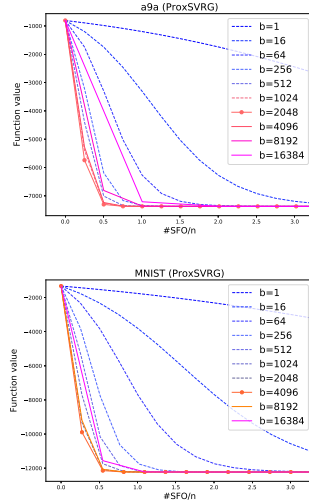 a9a (ProxSVRG)
Function value
−1000
−2000
−3000
−4000
−5000
−6000
−7000
b=1
b=16
b=64
b=256
b=512
b=1024
b=2048
b=4096
b=8192
b=16384
0.0 0.5 1.0 1.5 2.0 2.5 3.0
#SFO/n
MNIST (ProxSVRG)
Function value
−2000
−4000
−6000
−8000
−10000
−12000
b=1
b=16
b=64
b=256
b=512
b=1024
b=2048
b=4096
b=8192
b=16384
0.0 0.5 1.0 1.5 2.0 2.5 3.0
#SFO/n